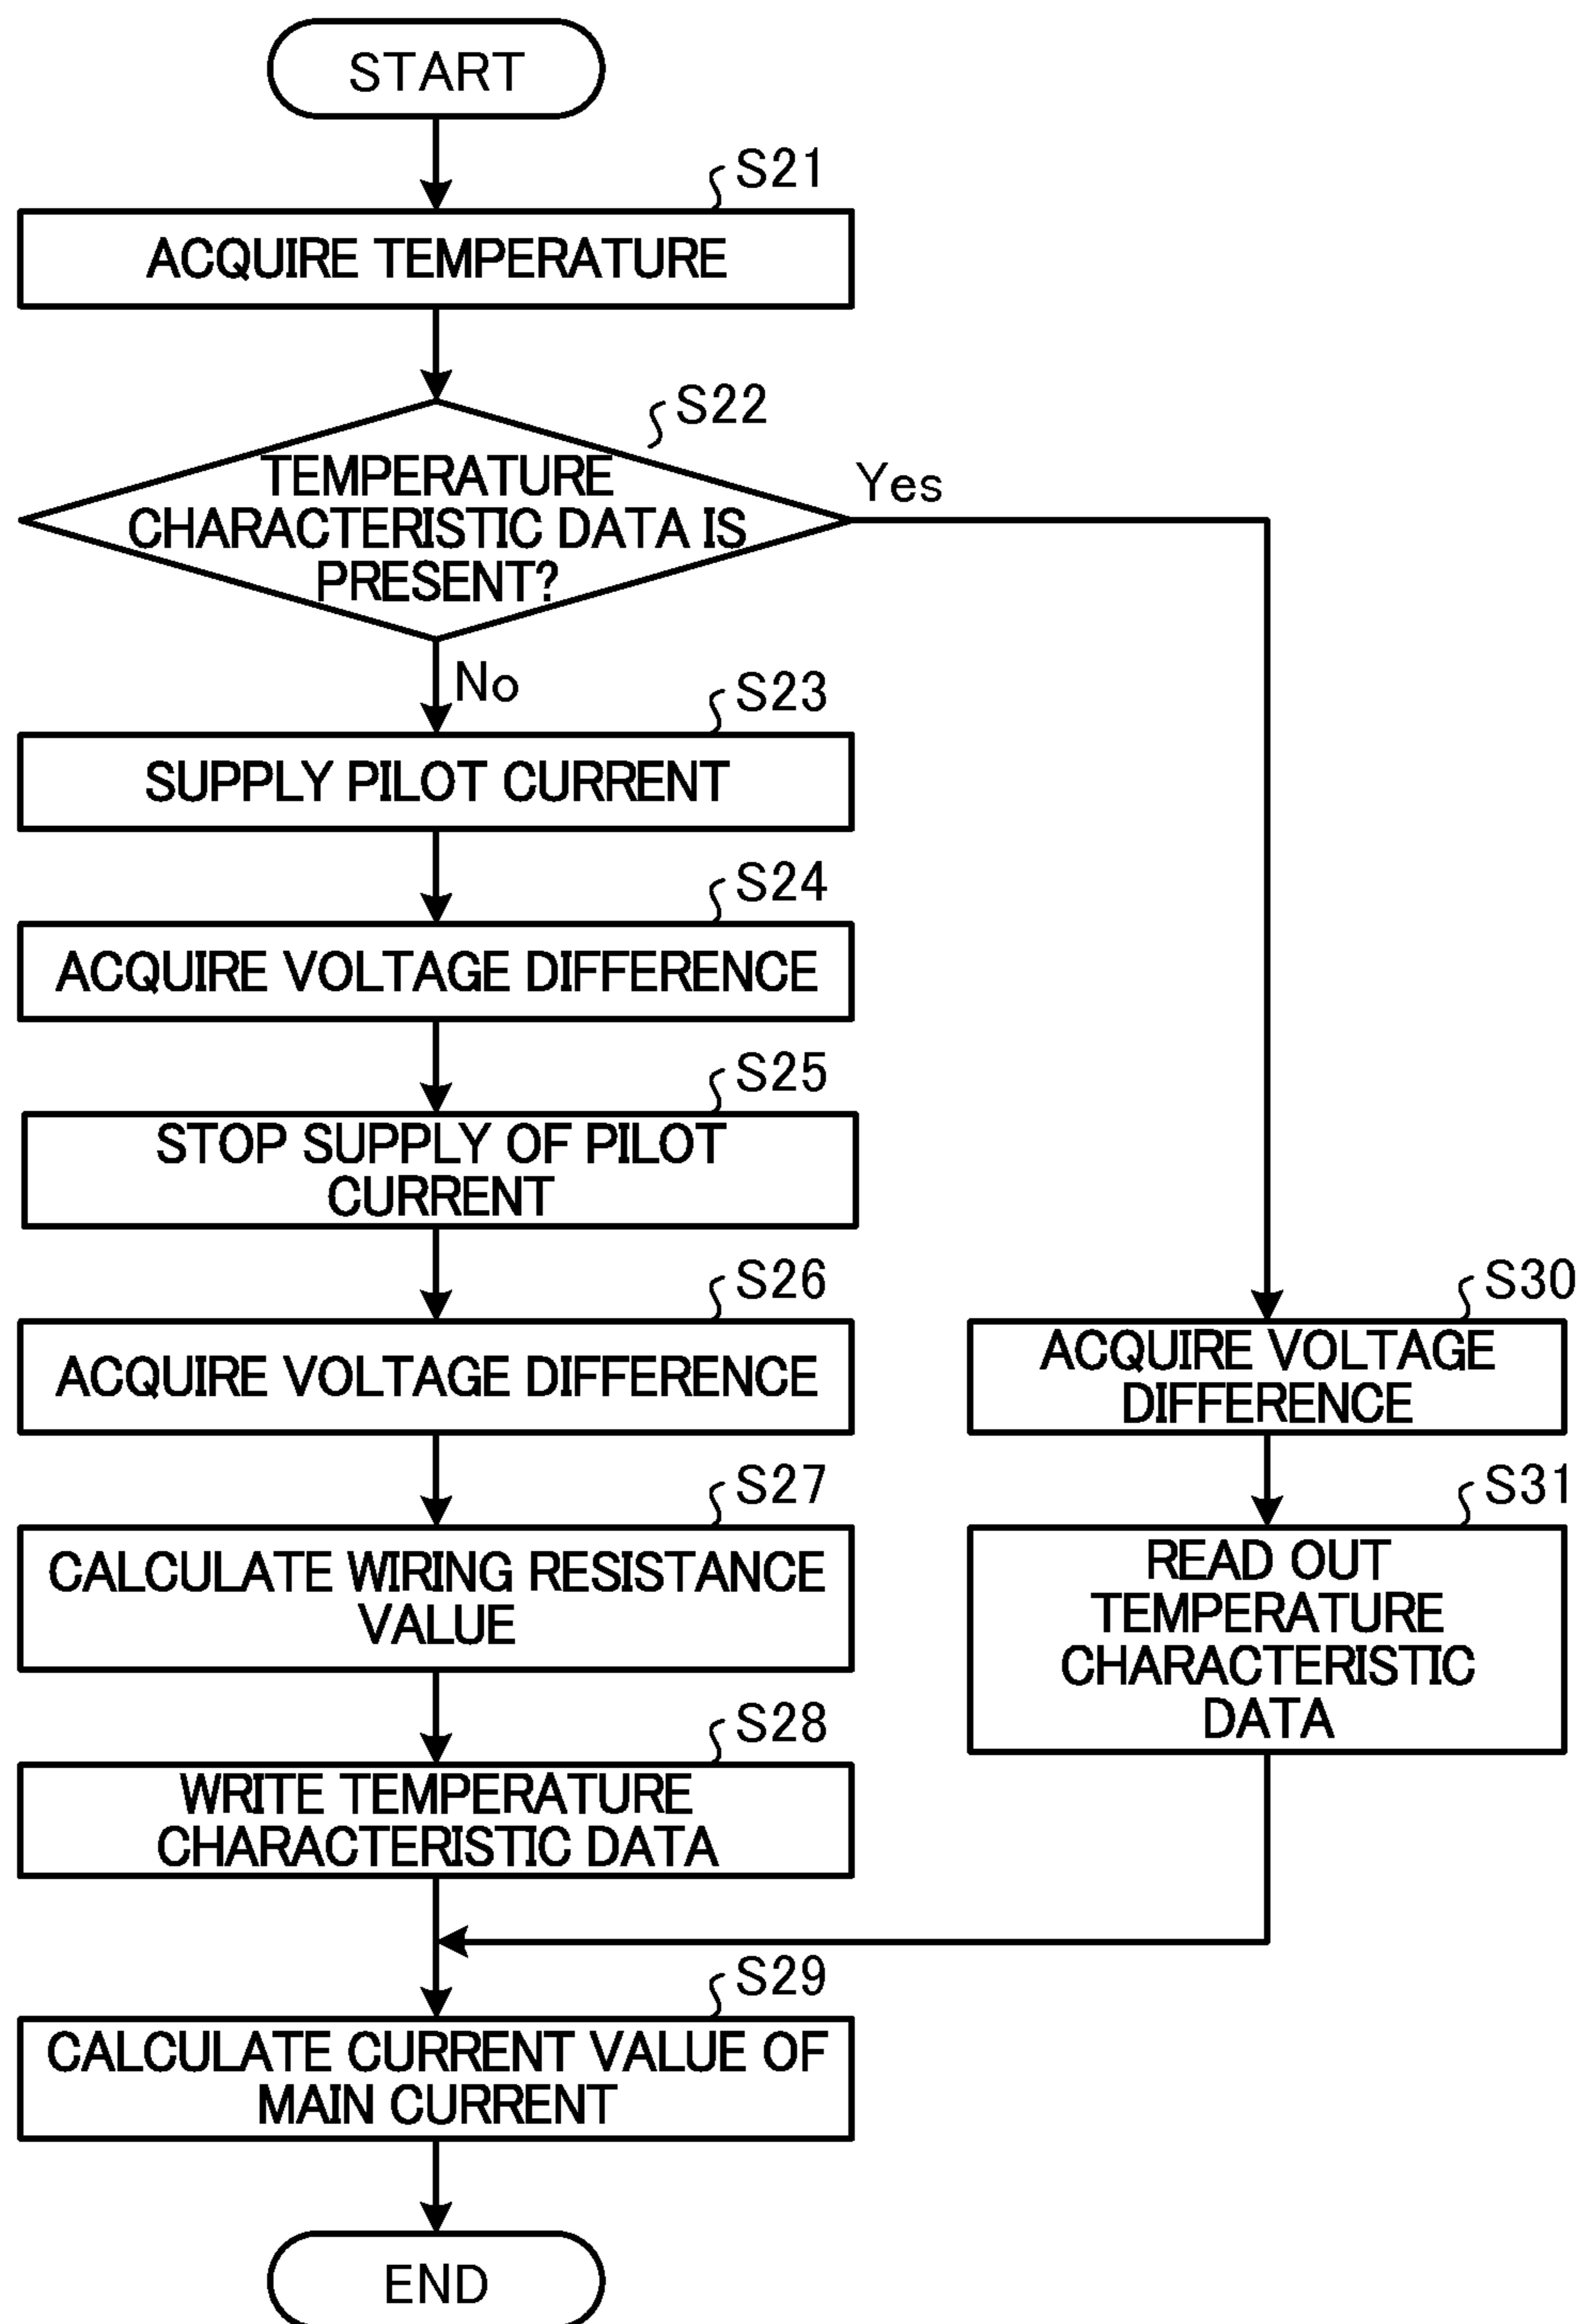 START
S21
ACQUIRE TEMPERATURE
S22
TEMPERATURE
CHARACTERISTIC DATA IS
PRESENT?
Yes
No
S23
SUPPLY PILOT CURRENT
S24
ACQUIRE VOLTAGE DIFFERENCE
S25
STOP SUPPLY OF PILOT
CURRENT
S26
ACQUIRE VOLTAGE DIFFERENCE
S27
CALCULATE WIRING RESISTANCE
VALUE
S28
WRITE TEMPERATURE
CHARACTERISTIC DATA
S30
ACQUIRE VOLTAGE
DIFFERENCE
S31
READ OUT
TEMPERATURE
CHARACTERISTIC
DATA
S29
CALCULATE CURRENT VALUE OF
MAIN CURRENT
END